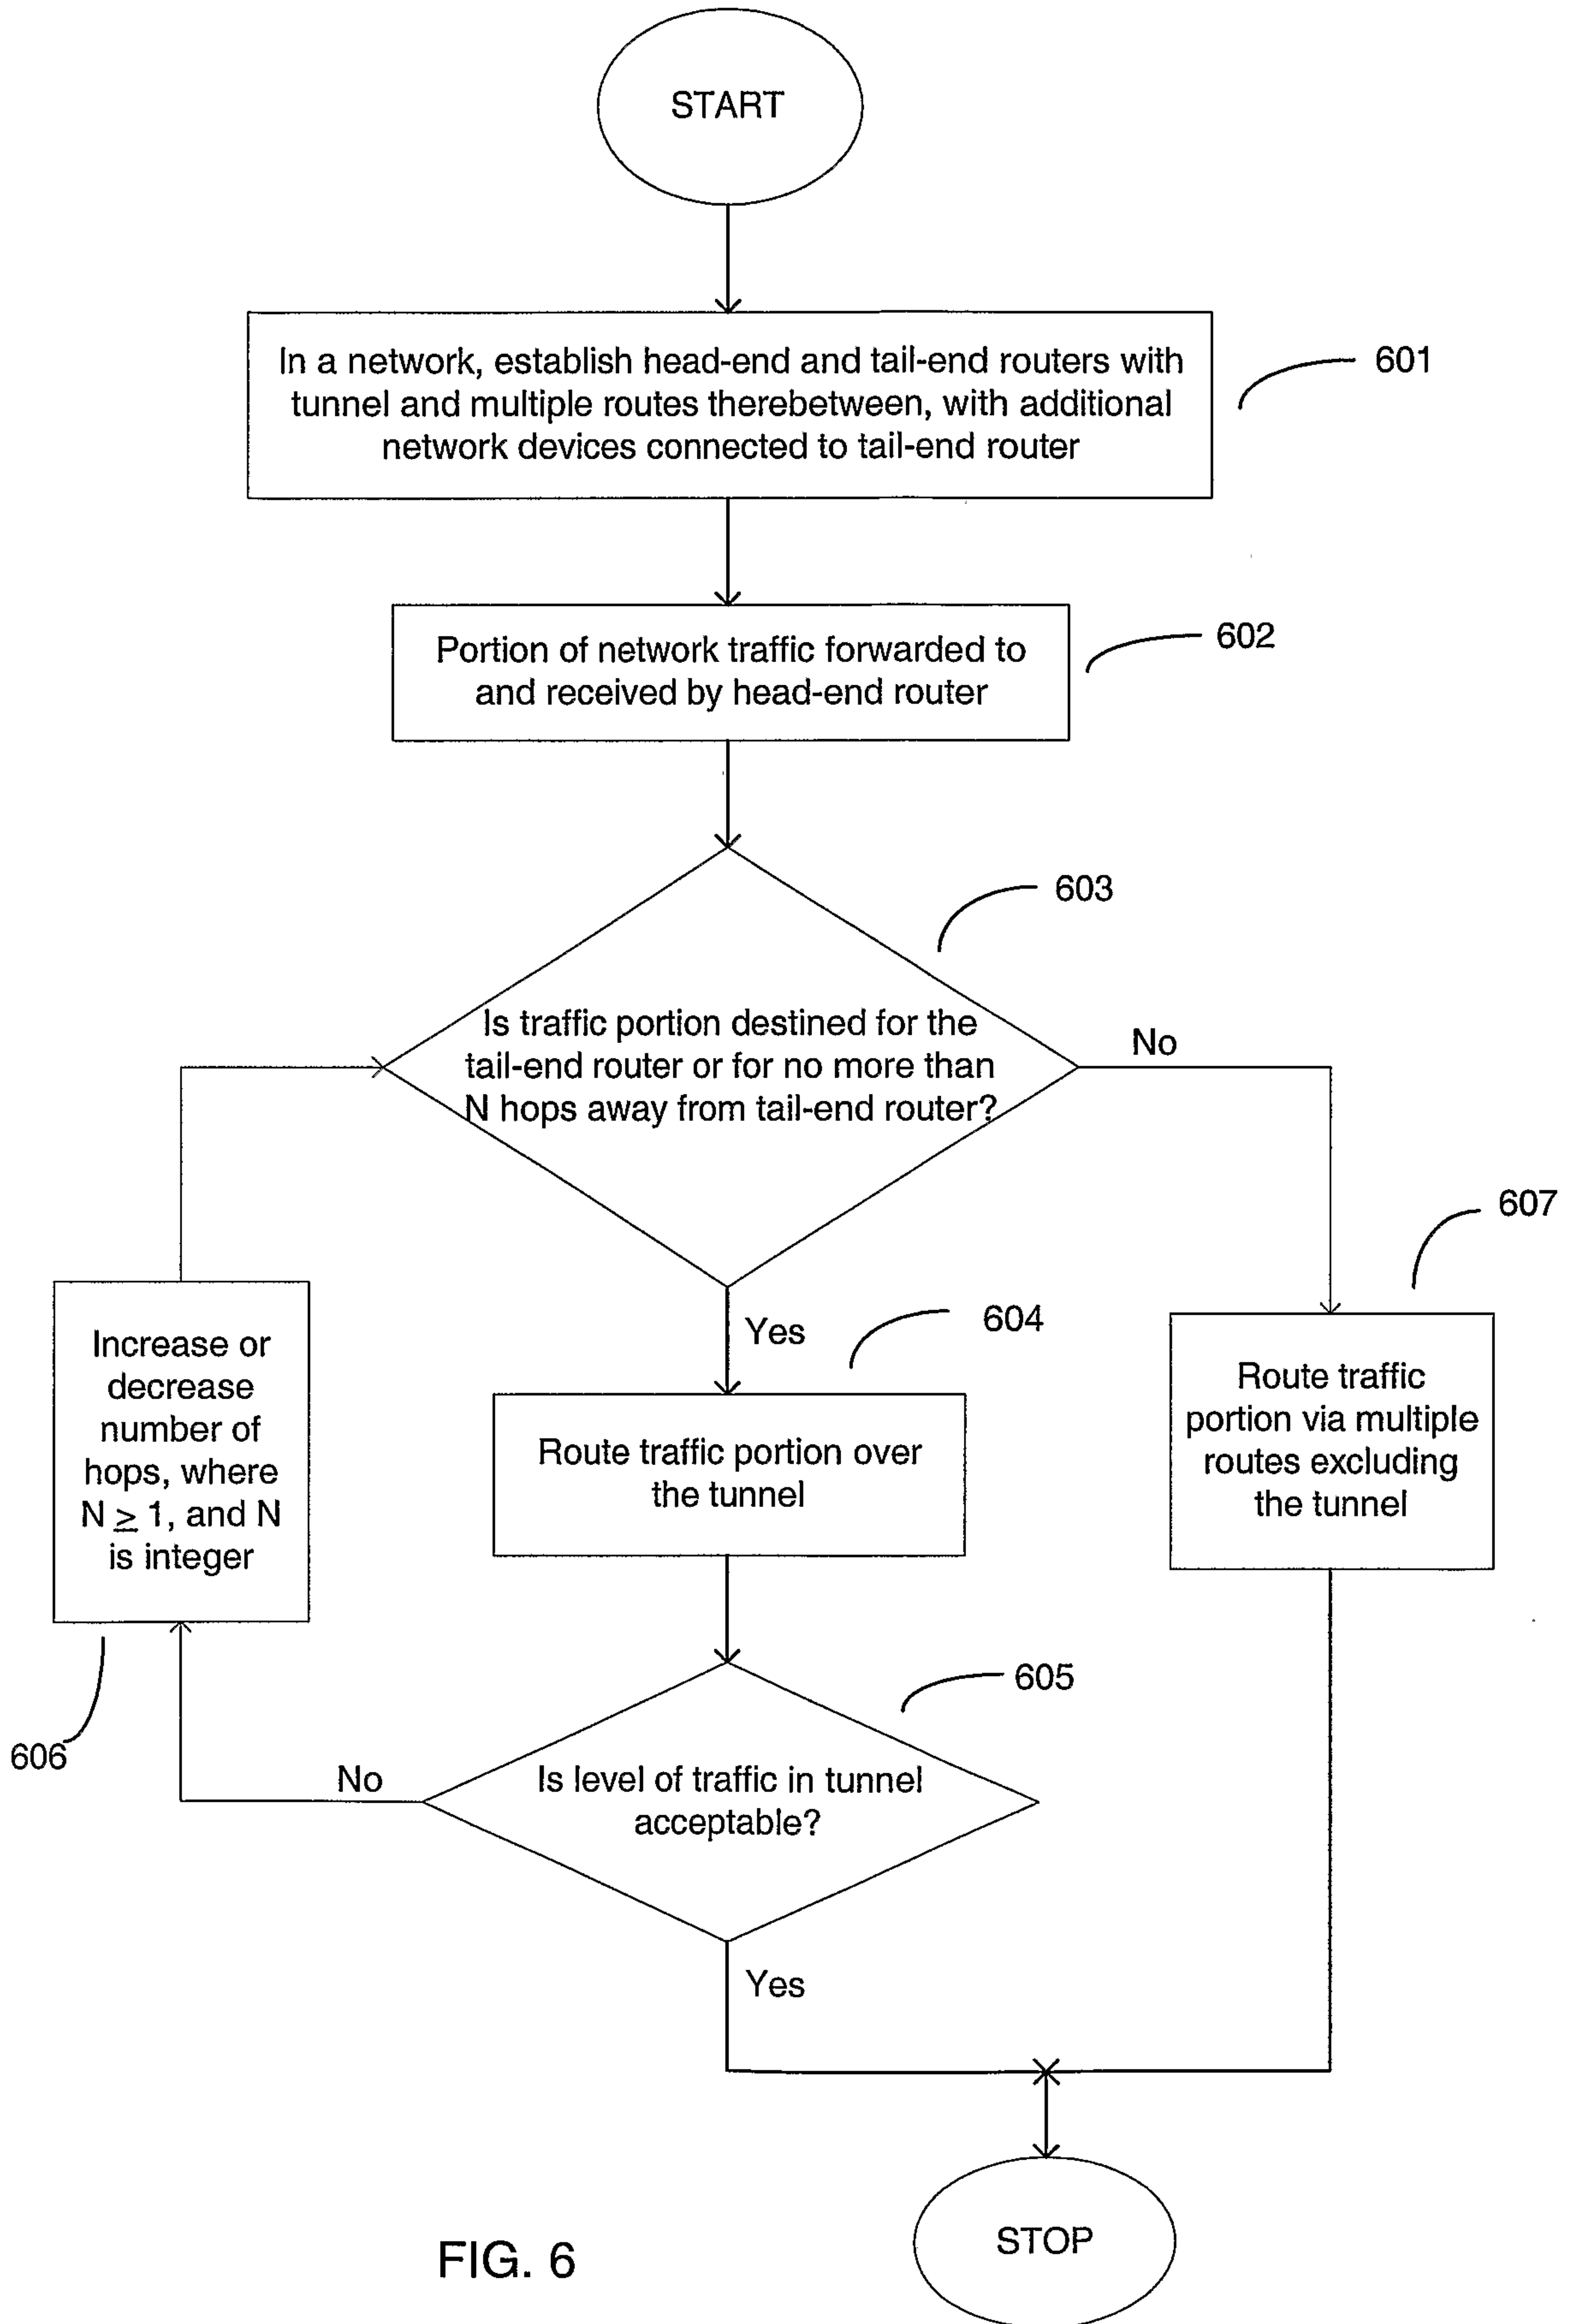 START
In a network, establish head-end and tail-end routers with
tunnel and multiple routes therebetween, with additional
network devices connected to tail-end router
601
Portion of network traffic forwarded to
and received by head-end router
602
603
Is traffic portion destined for the
tail-end router or for no more than
N hops away from tail-end router?
No
607
Yes
604
Increase or
decrease
number of
hops, where
N ≥ 1, and N
is integer
Route traffic portion over
the tunnel
Route traffic
portion via multiple
routes excluding
the tunnel
605
606
No
Is level of traffic in tunnel
acceptable?
Yes
STOP
FIG. 6